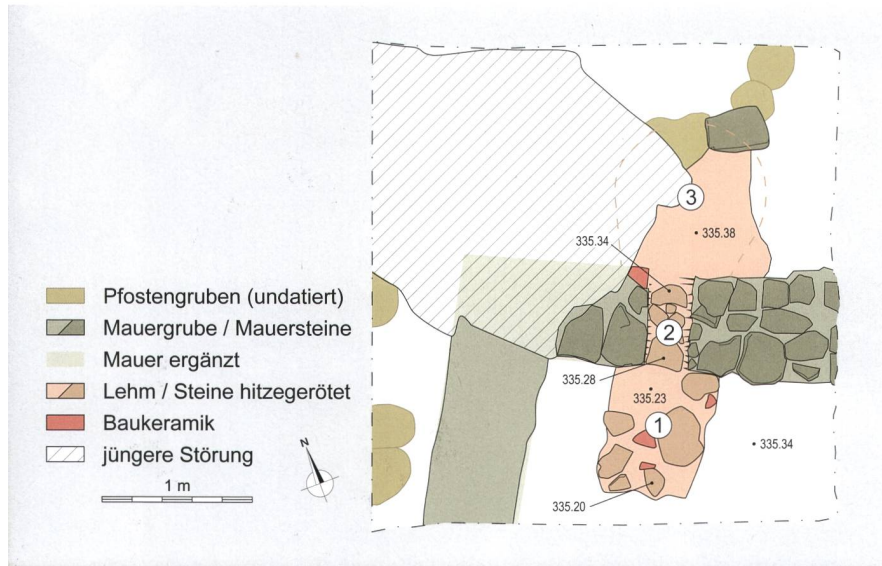 Pfostengruben (undatiert)
Mauergrube / Mauersteine
Mauer ergänzt
Lehm / Steine hitzegerötet
Baukeramik
jüngere Störung
N
1 m
3
335.34
335.38
2
335.28
335.23
1
335.34
335.20